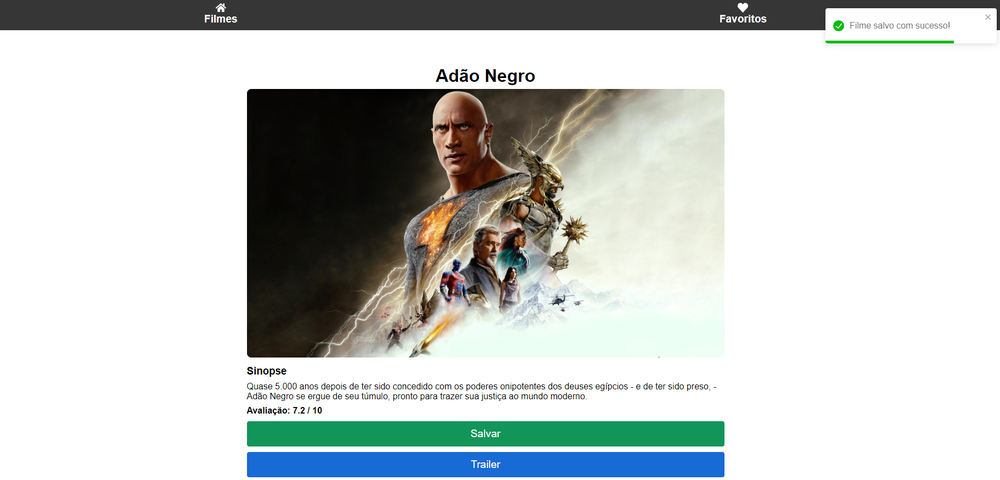 Filmes
Favoritos
Filme salvo com sucesso!
Adão Negro
Sinopse
Quase 5.000 anos depois de ter sido concedido com os poderes onipotentes dos deuses egípcios - e de ter sido preso, -
Adão Negro se ergue de seu túmulo, pronto para trazer sua justiça ao mundo moderno.
Avaliação: 7.2 / 10
Salvar
Trailer